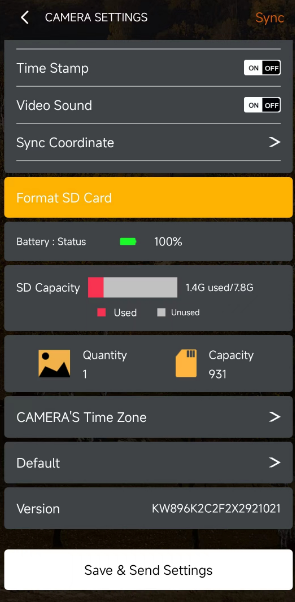 CAMERA SETTINGS Sync
Time Stamp ON OFF
Video Sound ON OFF
Sync Coordinate >
Format SD Card
Battery : Status 100%
SD Capacity 1.4G used/7.8G
Used Unused
Quantity Capacity
1 931
CAMERA'S Time Zone >
Default >
Version KW896K2C2F2X2921021
Save & Send Settings